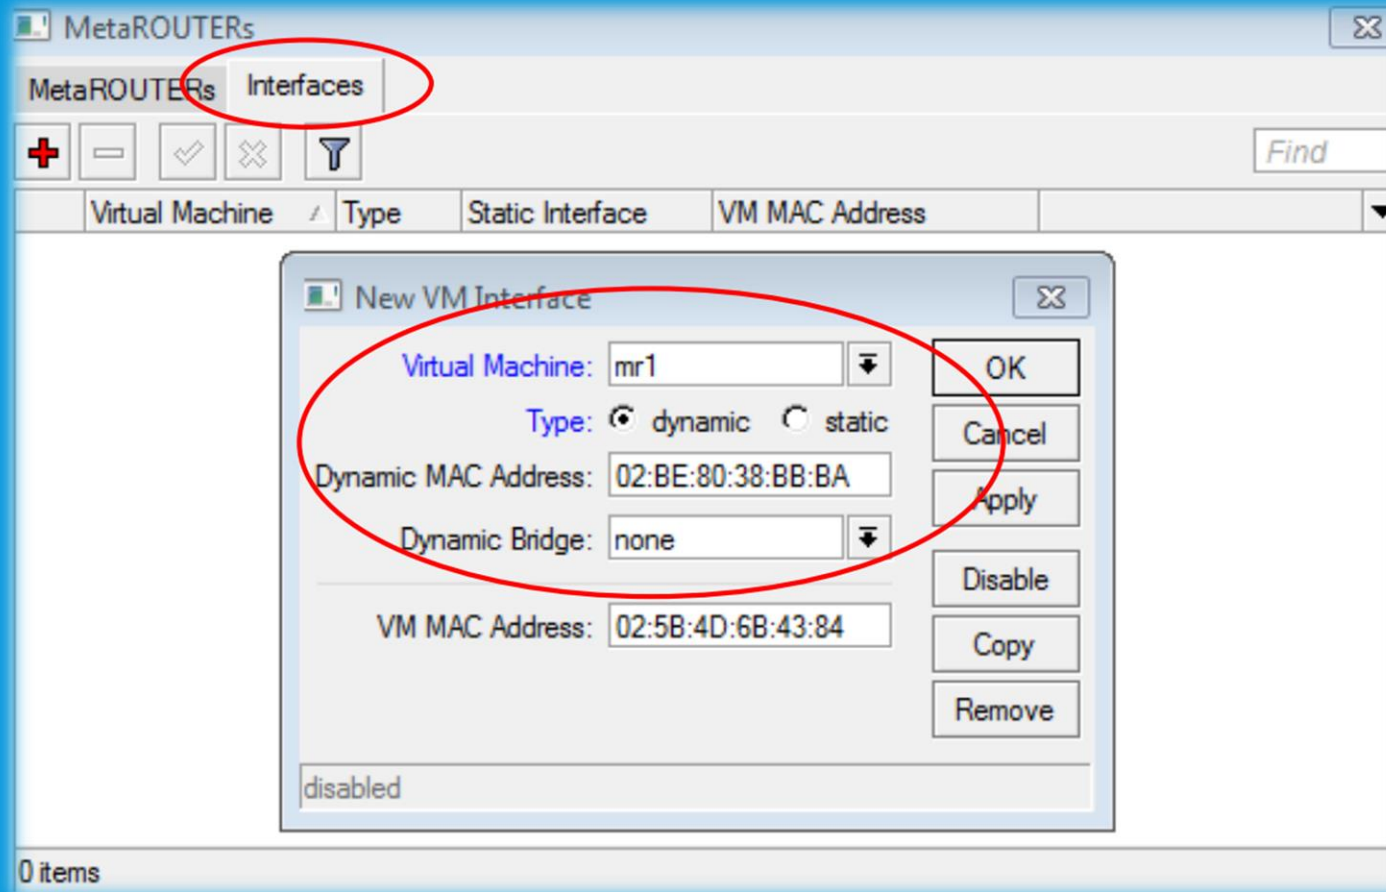 MetaROUTERs
MetaROUTERs Interfaces
Find
Virtual Machine Type Static Interface VM MAC Address
New VM Interface
Virtual Machine: mr1 OK
Type: dynamic static
Cancel
Dynamic MAC Address: 02:BE:80:38:BB:BA
Apply
Dynamic Bridge: none
Disable
VM MAC Address: 02:5B:4D:6B:43:84
Copy
Remove
disabled
0 items